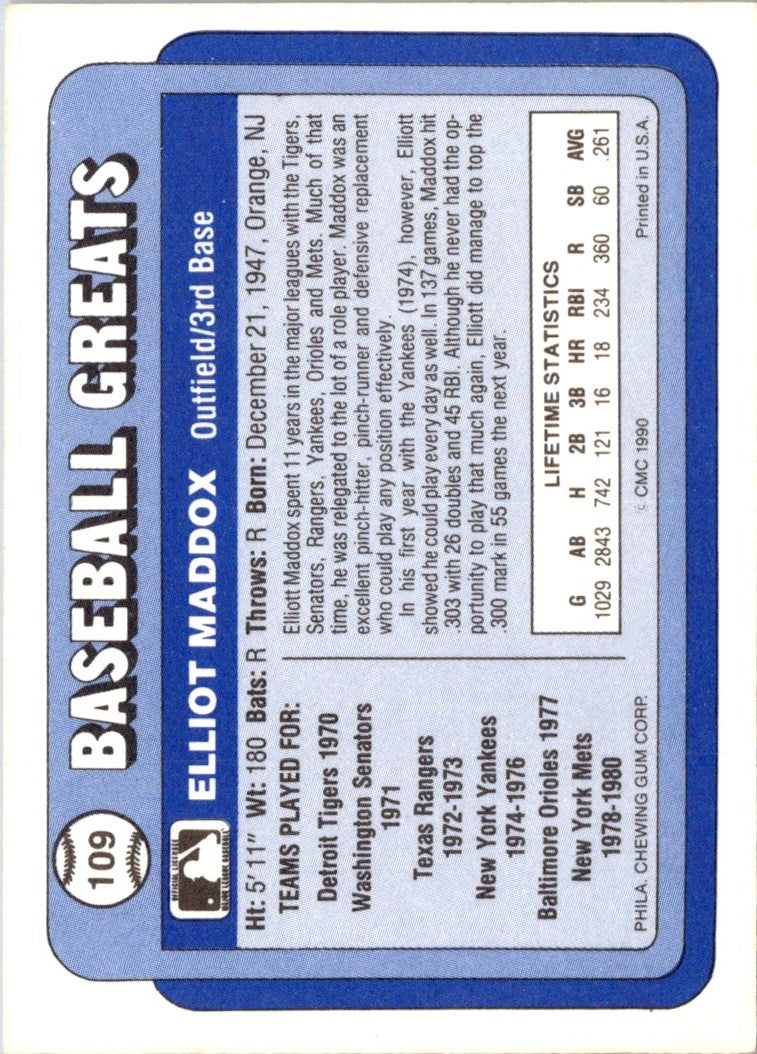 109
BASEBALL GREATS
OFFICIAL LICENSEE
MAJOR LEAGUE BASEBALL
ELLIOT MADDOX Outfield/3rd Base
Ht: 5' 11" Wt: 180 Bats: R Throws: R Born: December 21, 1947, Orange, NJ
TEAMS PLAYED FOR:
Detroit Tigers 1970
Washington Senators
1971
Texas Rangers
1972-1973
New York Yankees
1974-1976
Baltimore Orioles 1977
New York Mets
1978-1980
Elliott Maddox spent 11 years in the major leagues with the Tigers,
Senators, Rangers, Yankees, Orioles and Mets. Much of that
time, he was relegated to the lot of a role player. Maddox was an
excellent pinch-hitter, pinch-runner and defensive replacement
who could play any position effectively.
In his first year with the Yankees (1974), however, Elliott
showed he could play every day as well. In 137 games, Maddox hit
.303 with 26 doubles and 45 RBI. Although he never had the op-
portunity to play that much again, Elliott did manage to top the
.300 mark in 55 games the next year.
LIFETIME STATISTICS
G AB H 2B 3B HR RBI R SB AVG
1029 2843 742 121 16 18 234 360 60 .261
PHILA. CHEWING GUM CORP. © CMC 1990 Printed in U.S.A.